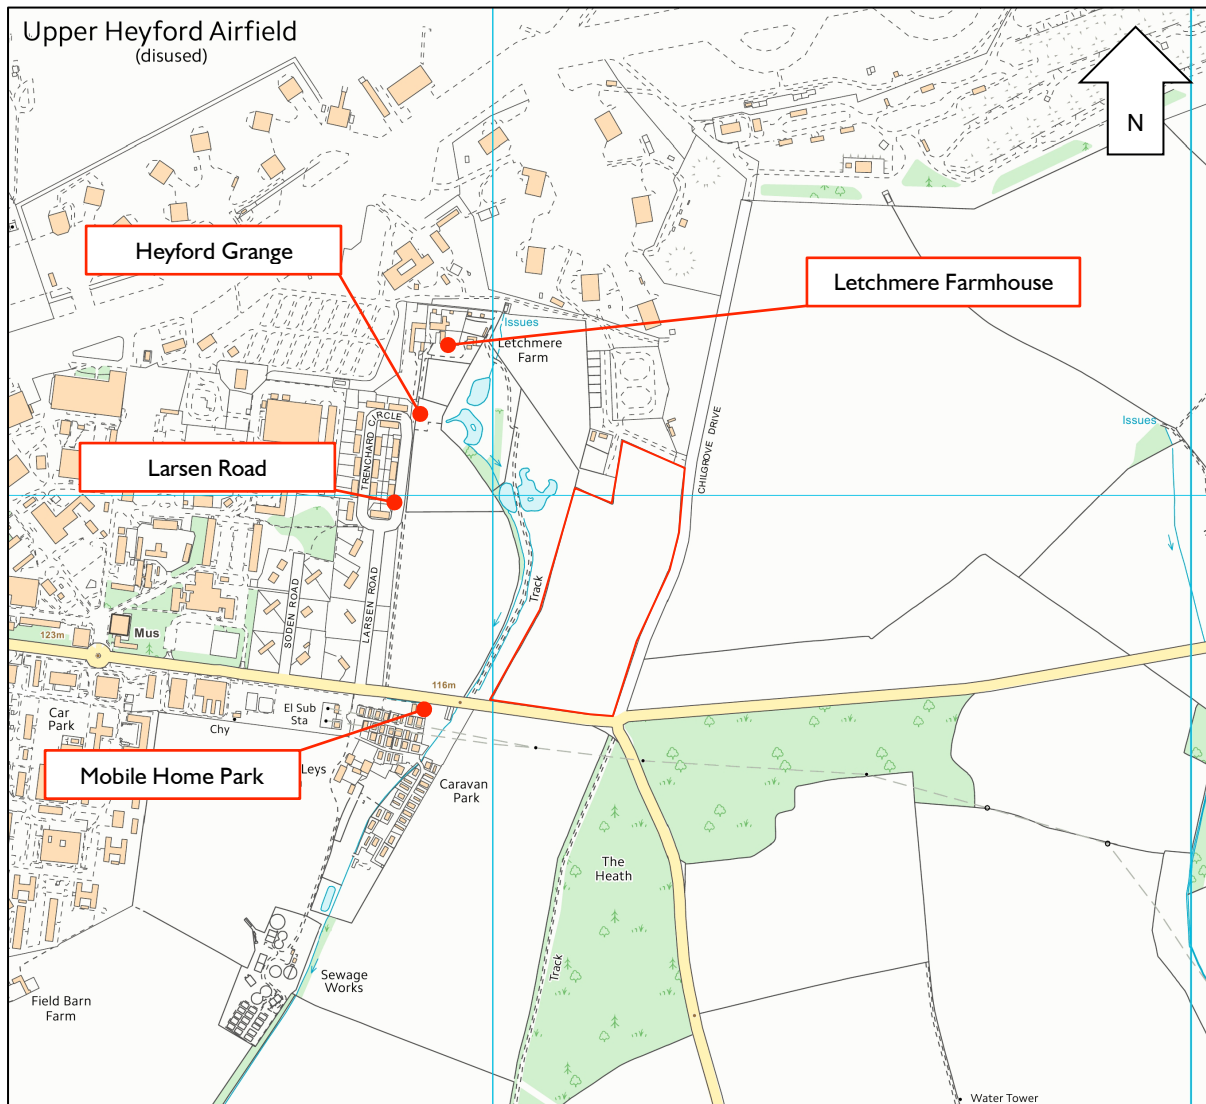 Upper Heyford Airfield
(disused)
N
Heyford Grange
Letchmere Farmhouse
Issues
Letchmere
Farm
TRENCHARD CIRCLE
CHILGROVE DRIVE
Issues
Larsen Road
Track
SODEN ROAD
LARSEN ROAD
123m
Mus
116m
Car
Park
Chy
El Sub
Sta
Mobile Home Park
Leys
Caravan
Park
The
Heath
Track
Sewage
Works
Field Barn
Farm
Water Tower